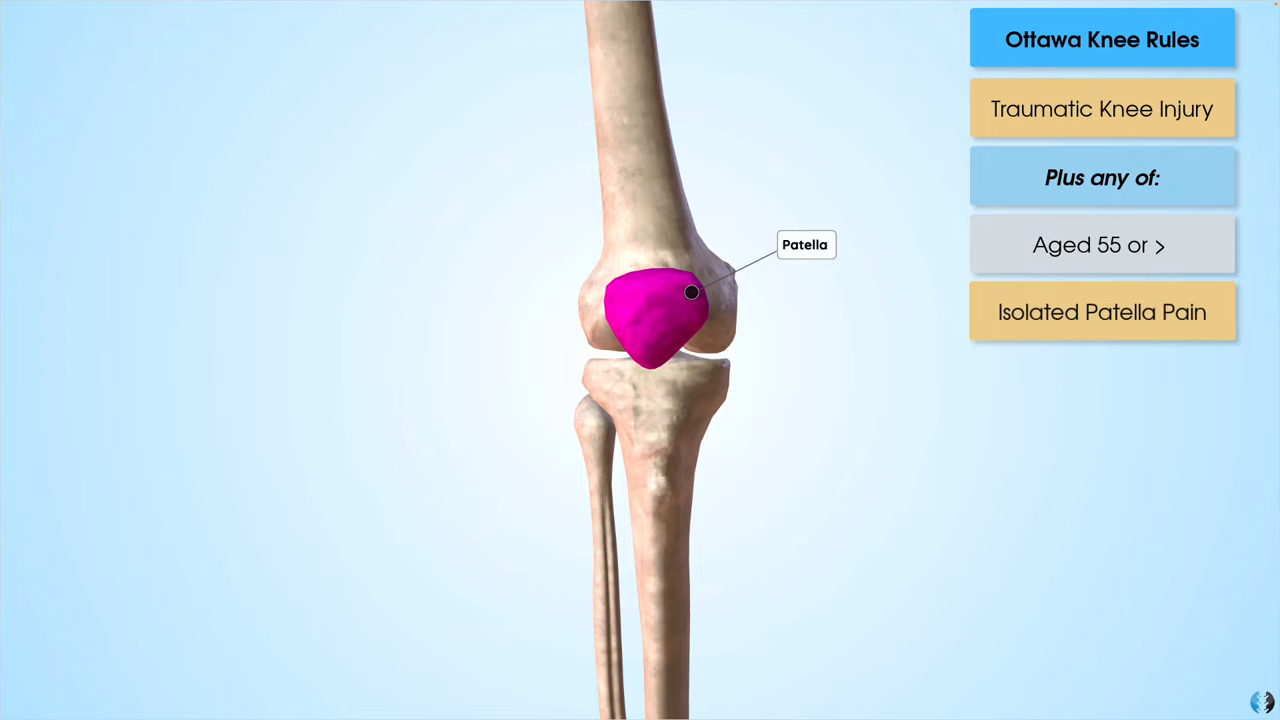 Ottawa Knee Rules
Traumatic Knee Injury
Plus any of:
Patella
Aged 55 or >
Isolated Patella Pain